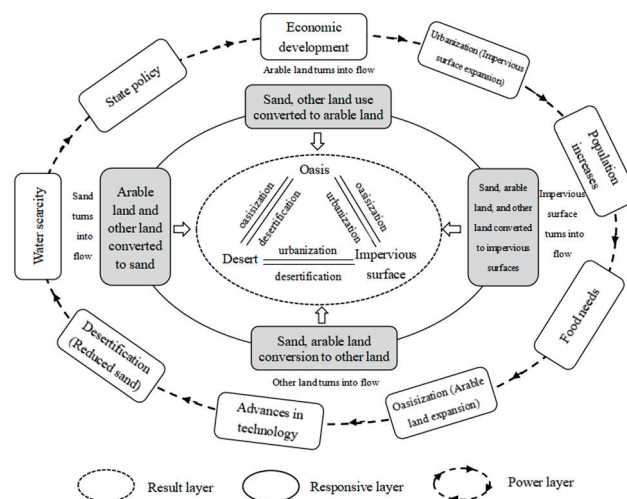 Economic
development
Arable land turns into flow
Urbanization (Impervious
surface expansion)
State policy
Sand, other land use
converted to arable land
Population
increases
Water scarcity
Sand
turns
into
flow
Arable
land and
other land
converted
to sand
Oasis
oasisization
desertification
oasisization
urbanization
Desert
urbanization
desertification
Impervious
surface
Sand, arable
land, and other
land converted
to impervious
surfaces
Impervious
surface
turns into
flow
Sand, arable land
conversion to other land
Other land turns into flow
Food needs
Desertification
(Reduced sand)
Advances in
technology
Oasisization (Arable
land expansion)
Result layer
Responsive layer
Power layer